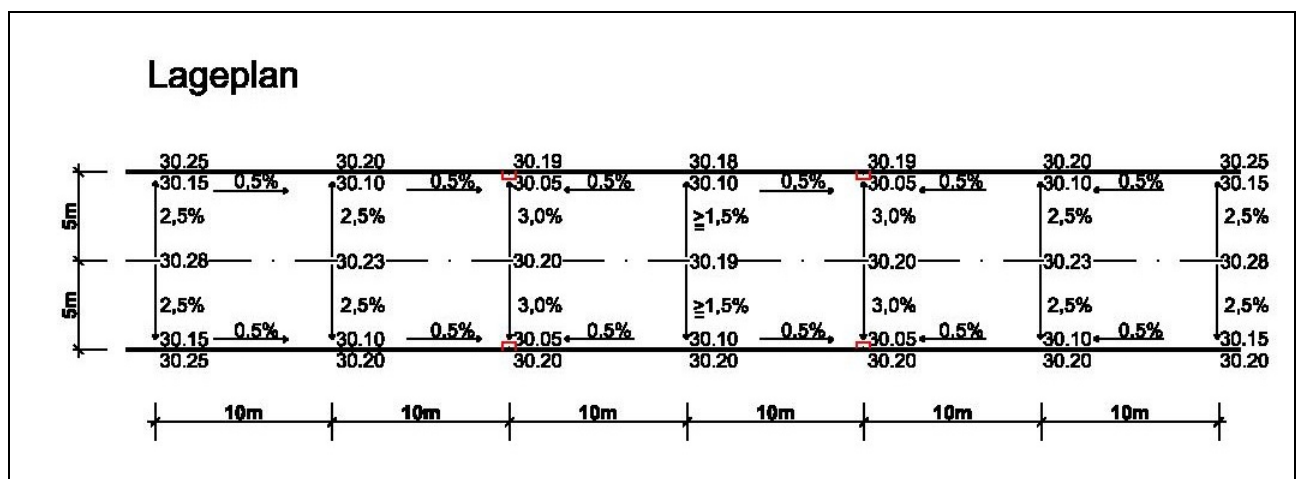 Lageplan
30.25 30.20 30.19 30.18 30.19 30.20 30.25
30.15 0,5% 30.10 0.5% 30.05 0.5% 30.10 0,5% 30.05 0.5% 30.10 0.5% 30.15
5m 2,5% 2,5% 3,0% ≥1,5% 3,0% 2,5% 2,5%
30.28 30.23 30.20 30.19 30.20 30.23 30.28
5m 2,5% 2,5% 3,0% ≥1,5% 3,0% 2,5% 2,5%
30.15 0.5% 30.10 0.5% 30.05 0.5% 30.10 0.5% 30.05 0.5% 30.10 0.5% 30.15
30.25 30.20 30.20 30.20 30.20 30.20 30.20
10m 10m 10m 10m 10m 10m